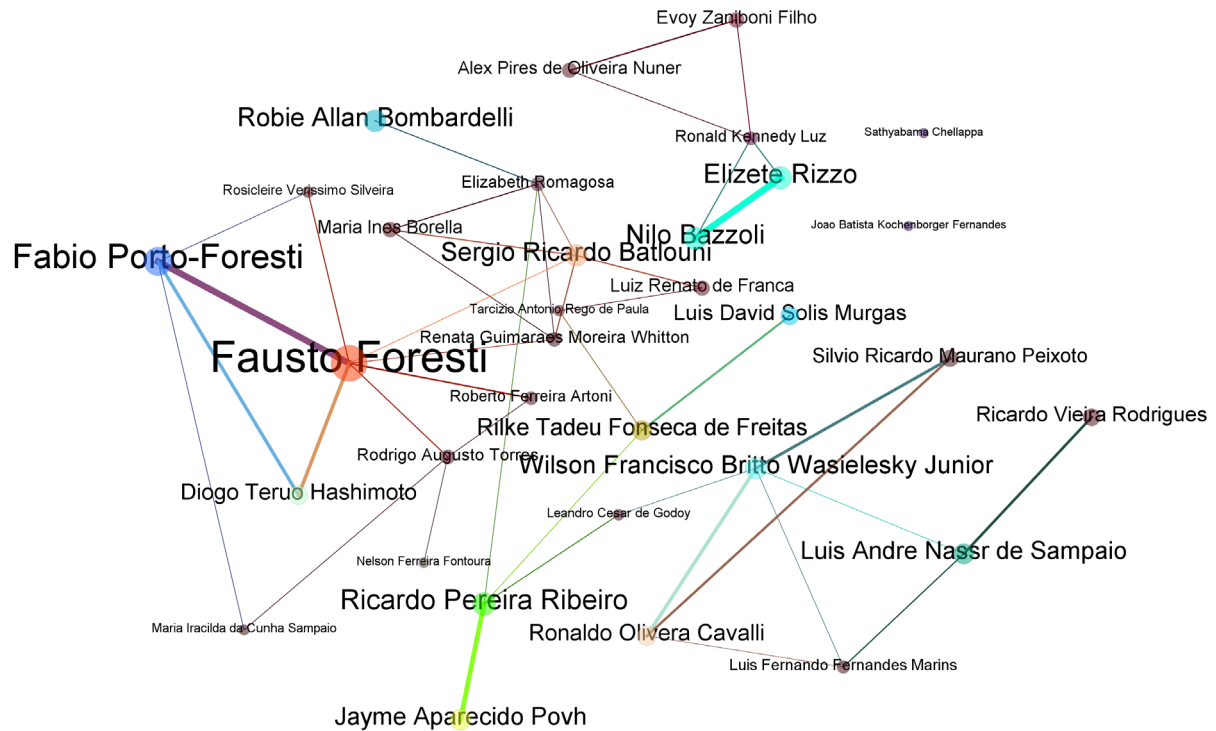 Evoy Zaniboni Filho
Alex Pires de Oliveira Nuner
Robie Allan Bombardelli
Ronald Kennedy Luz
Sathyabama Chellappa
Elizete Rizzo
Elizabeth Romagosa
Rosicleire Verissimo Silveira
Maria Ines Borella
Joao Batista Kochenborger Fernandes
Nilo Bazzoli
Sergio Ricardo Batlouni
Fabio Porto-Foresti
Luiz Renato de Franca
Tarcizio Antonio Rego de Paula
Luis David Solis Murgas
Renata Guimaraes Moreira Whitton
Fausto Foresti
Silvio Ricardo Maurano Peixoto
Roberto Ferreira Artoni
Ricardo Vieira Rodrigues
Rilke Tadeu Fonseca de Freitas
Rodrigo Augusto Torres
Wilson Francisco Britto Wasielesky Junior
Diogo Teruo Hashimoto
Leandro Cesar de Godoy
Luis Andre Nassr de Sampaio
Nelson Ferreira Fontoura
Ricardo Pereira Ribeiro
Maria Iracilda da Cunha Sampaio
Ronaldo Olivera Cavalli
Luis Fernando Fernandes Marins
Jayme Aparecido Povh